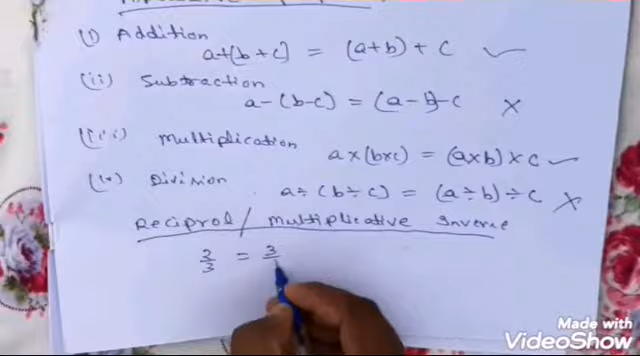 (i) Addition
a+(b+c) = (a+b)+c ✓
(ii) Subtraction
a-(b-c) = (a-b)-c ×
(iii) multiplication
a×(b×c) = (a×b)×c ✓
(iv) Division
a÷(b÷c) = (a÷b)÷c ×
Reciprol/ multiplicative Inverse
2/3 = 3/
Made with
VideoShow